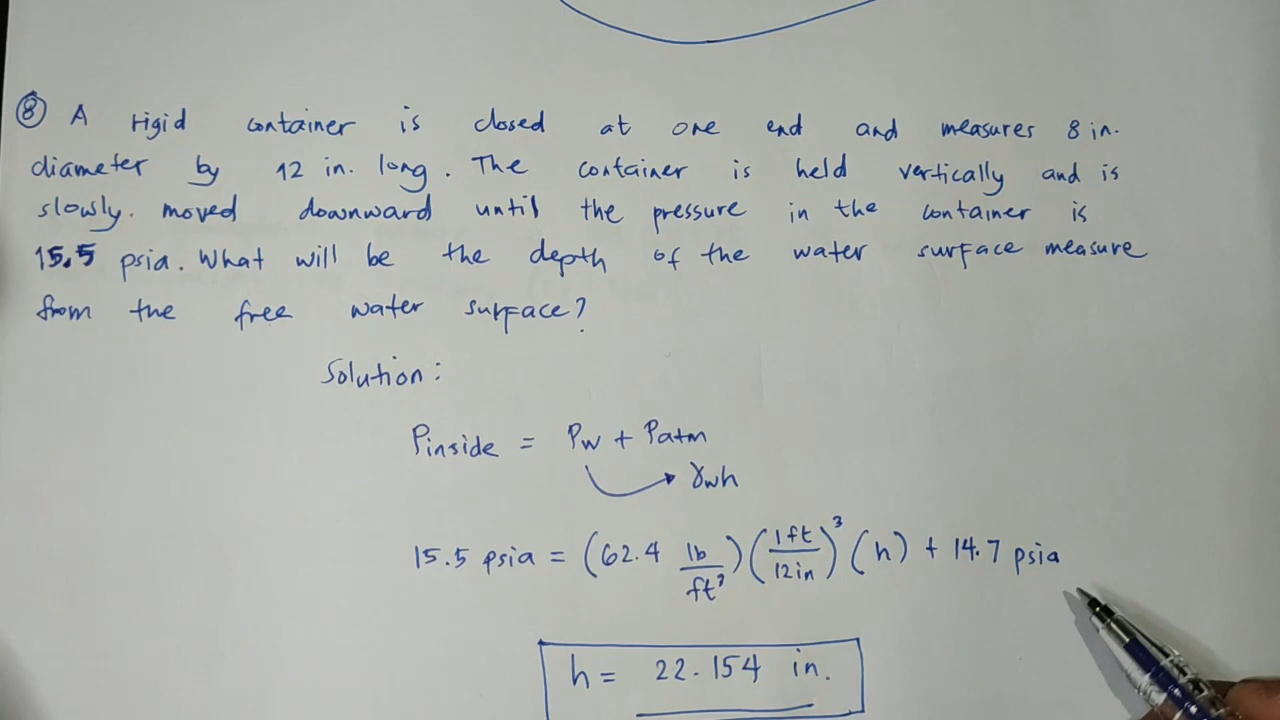 ⑧ A rigid container is closed at one end and measures 8 in.
diameter by 12 in. long. The container is held vertically and is
slowly. moved downward until the pressure in the container is
15.5 psia. What will be the depth of the water surface measure
from the free water surface?
Solution:
Pinside = Pw + Patm
γwh
15.5 psia = (62.4 lb/ft³)(1ft/12in)³(h) + 14.7 psia
h = 22.154 in.